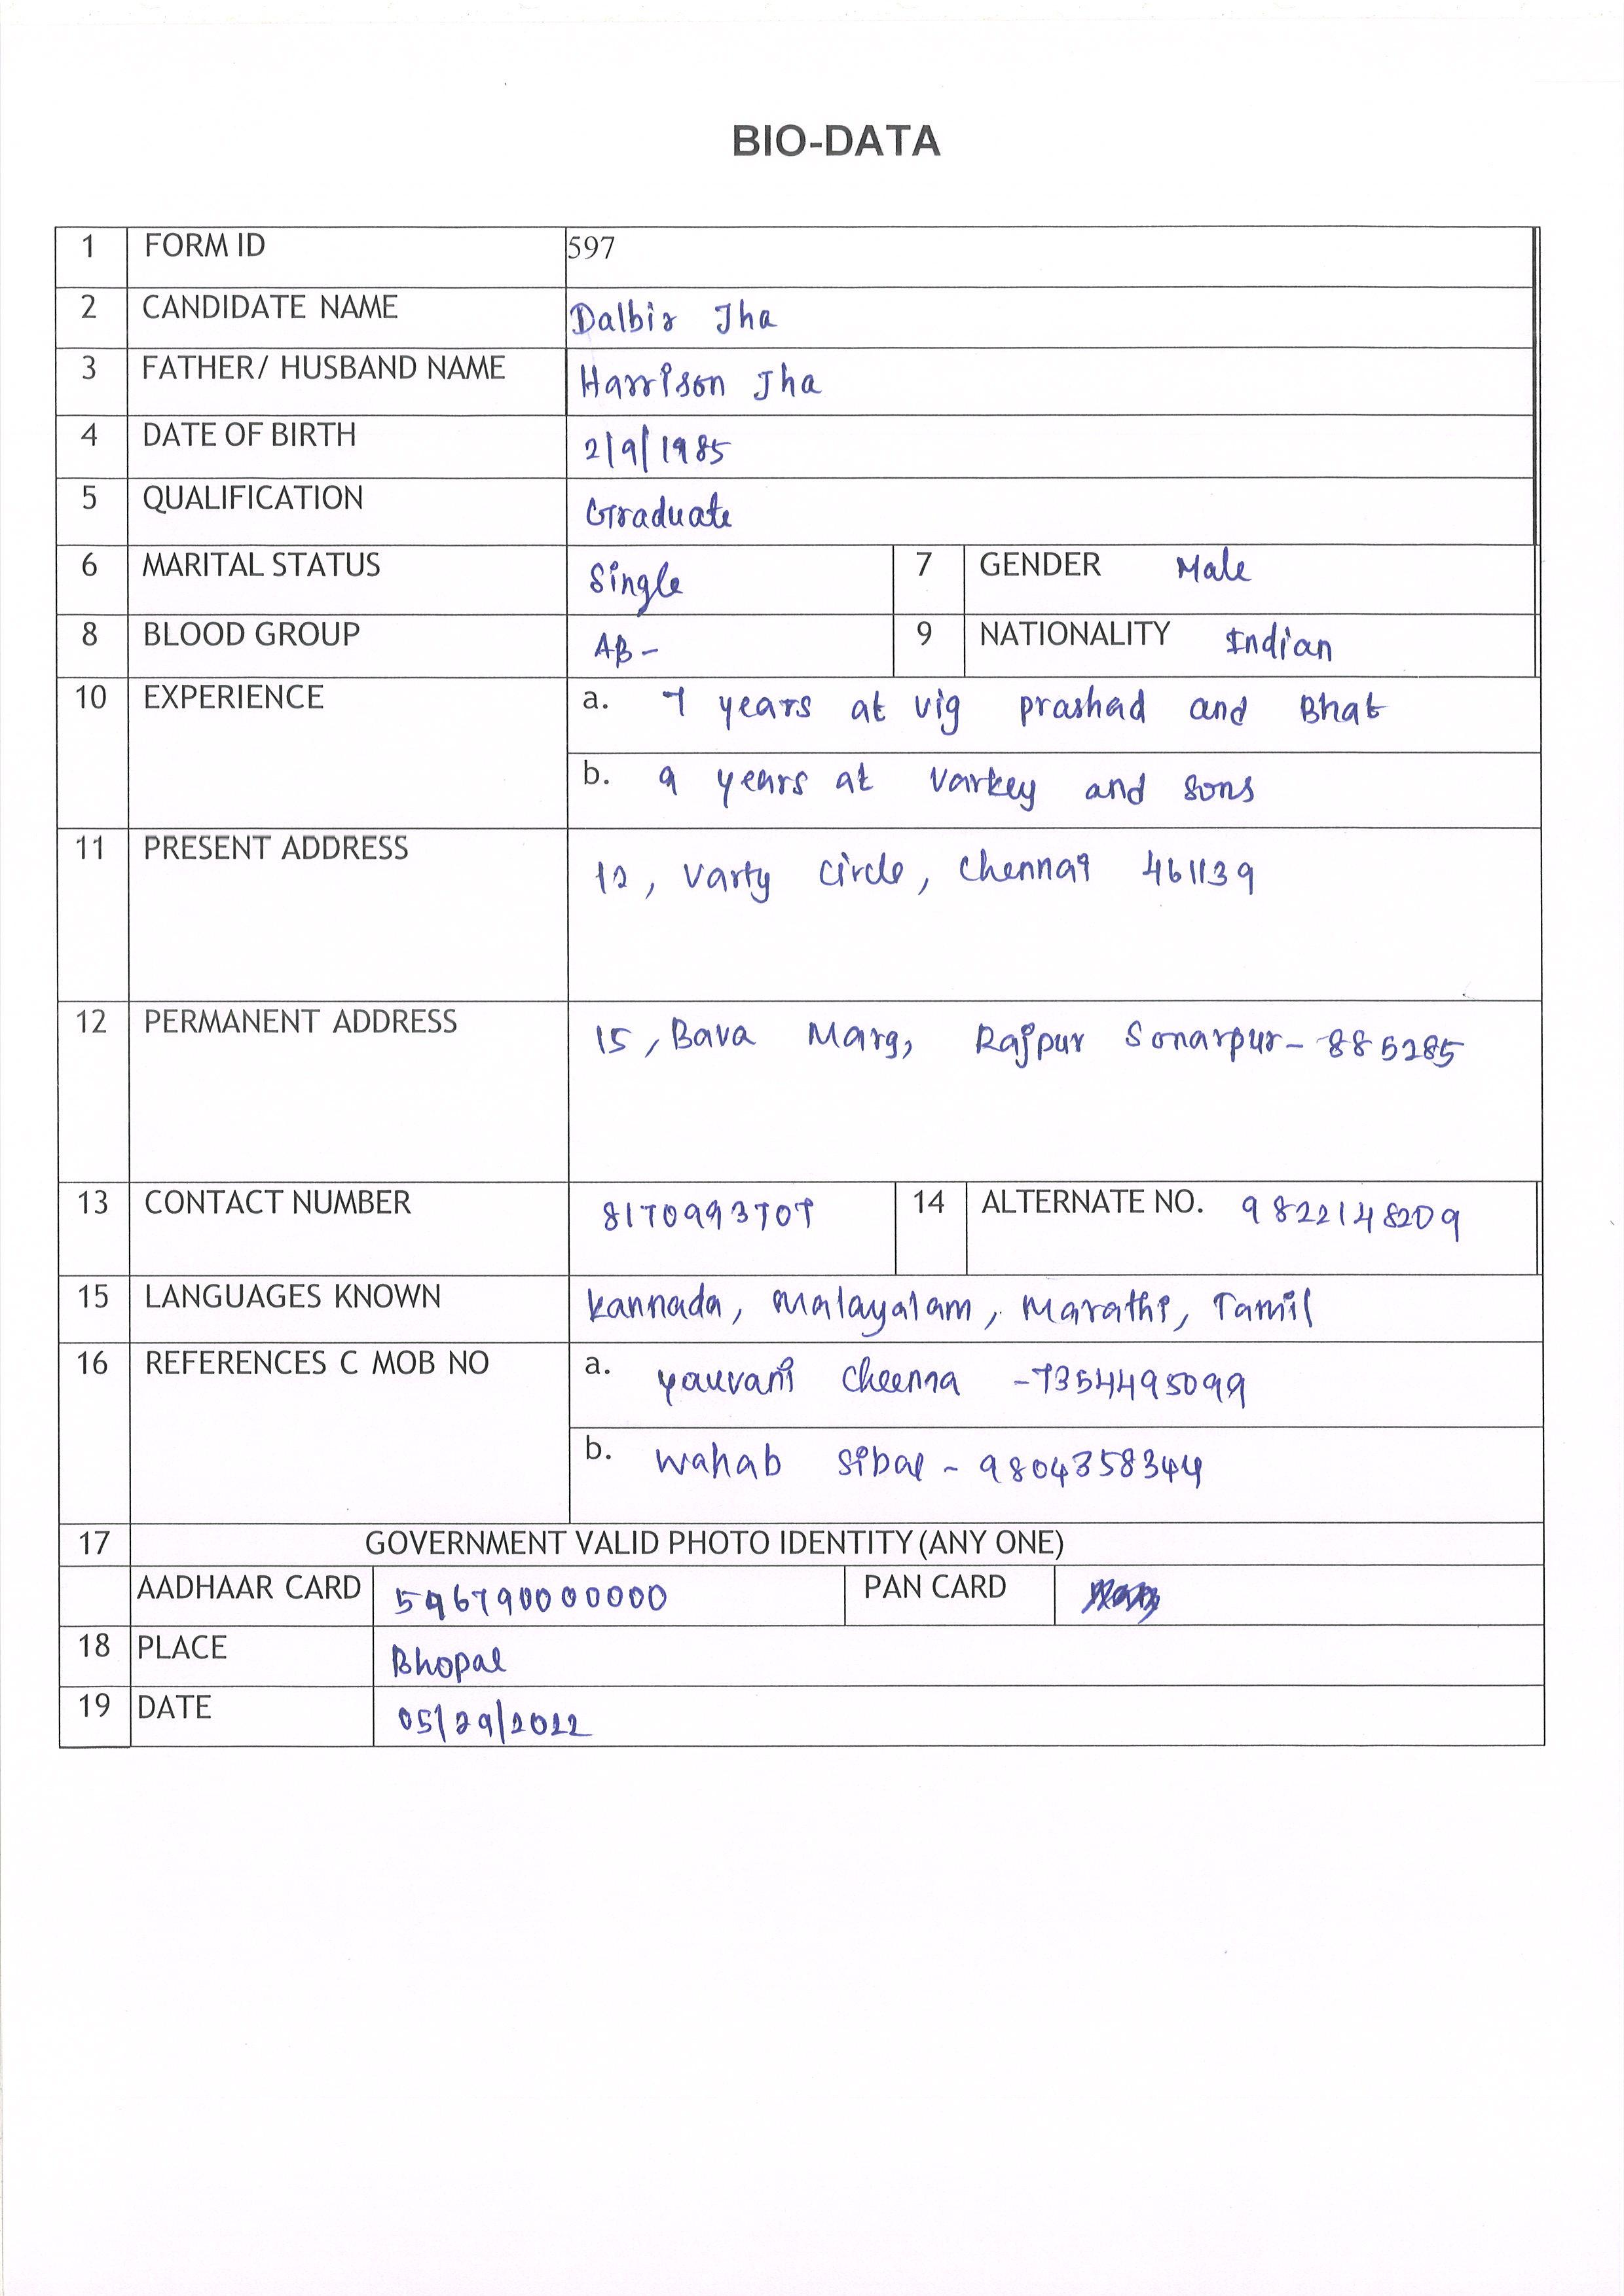 BIO-DATA
1 FORM ID 597
2 CANDIDATE NAME Dalbir Jha
3 FATHER/ HUSBAND NAME Harrison Jha
4 DATE OF BIRTH 2/9/1985
5 QUALIFICATION Graduate
6 MARITAL STATUS Single 7 GENDER Male
8 BLOOD GROUP AB- 9 NATIONALITY Indian
10 EXPERIENCE a. 7 years at vig prashad and Bhat
b. 9 years at Varkey and sons
11 PRESENT ADDRESS 12, Varty circle, Chennai 461139
12 PERMANENT ADDRESS 15, Bava Marg, Rajpur Sonarpur- 885285
13 CONTACT NUMBER 8170993707 14 ALTERNATE NO. 9822148209
15 LANGUAGES KNOWN kannada, Malayalam, Marathi, Tamil
16 REFERENCES C MOB NO a. yauvani Cheenna -7354495099
b. Wahab Sibal - 9804358344
17 GOVERNMENT VALID PHOTO IDENTITY (ANY ONE)
AADHAAR CARD 596790000000 PAN CARD
18 PLACE Bhopal
19 DATE 05/29/2022